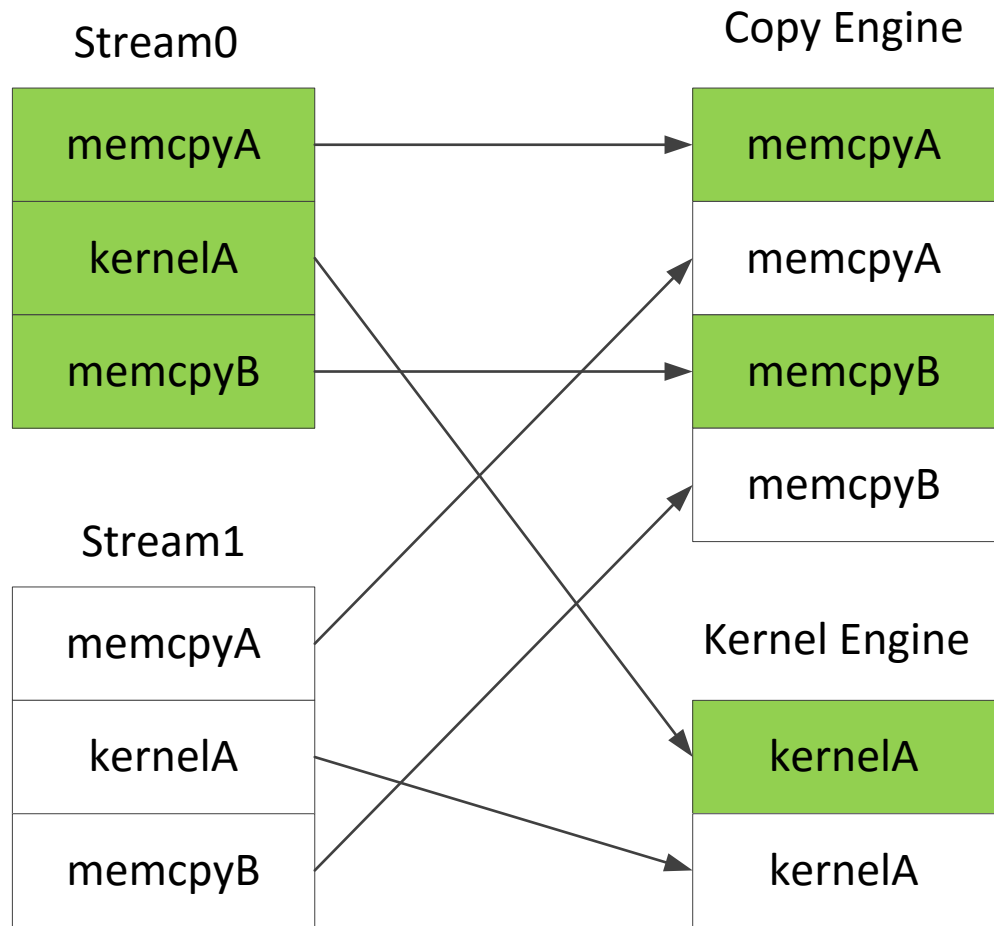 Stream0
memcpyA
kernelA
memcpyB
Stream1
memcpyA
kernelA
memcpyB
Copy Engine
memcpyA
memcpyA
memcpyB
memcpyB
Kernel Engine
kernelA
kernelA